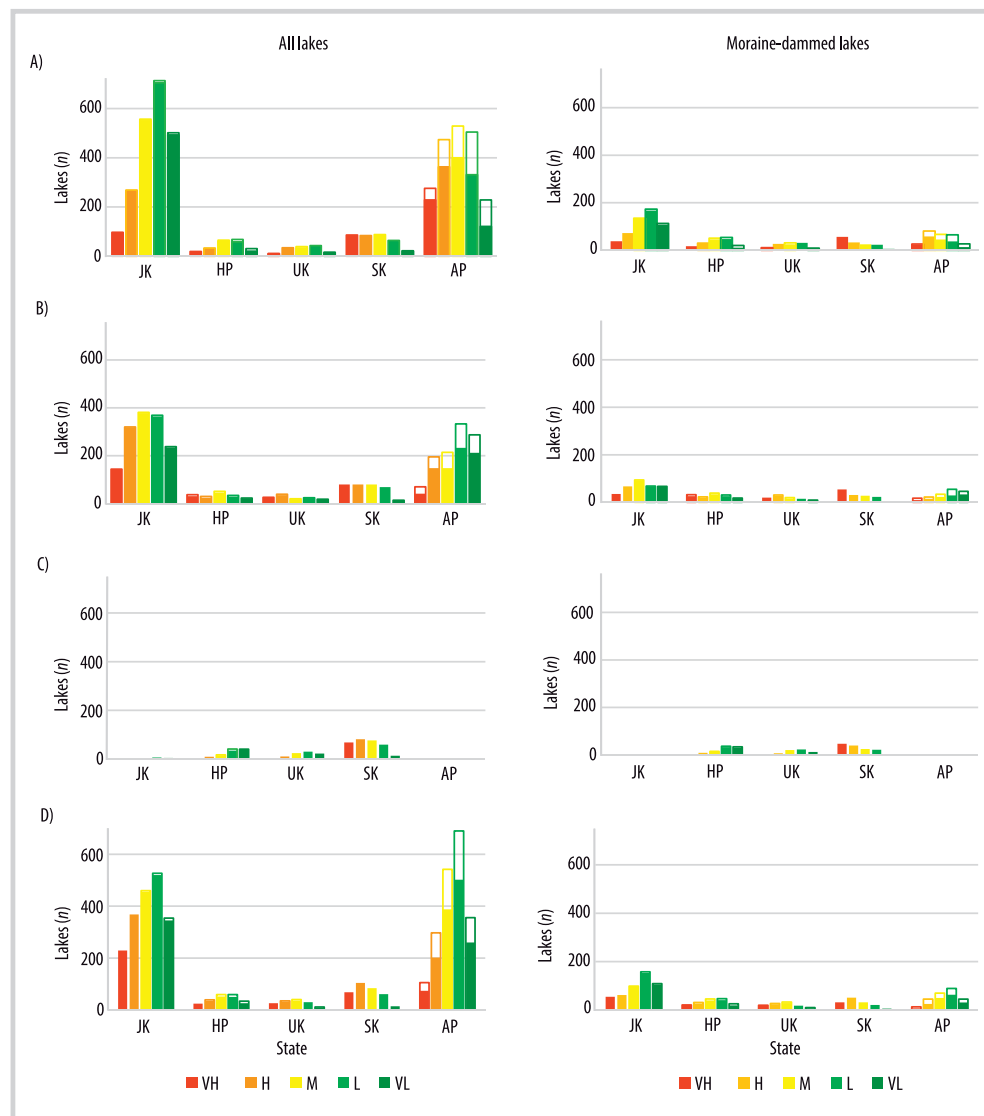 All lakes
Moraine-dammed lakes
A)
Lakes (n)
600
400
200
0
JK HP UK SK AP
Lakes (n)
600
400
200
0
JK HP UK SK AP
B)
Lakes (n)
600
400
200
0
JK HP UK SK AP
Lakes (n)
600
400
200
0
JK HP UK SK AP
C)
Lakes (n)
600
400
200
0
JK HP UK SK AP
Lakes (n)
600
400
200
0
JK HP UK SK AP
D)
Lakes (n)
600
400
200
0
JK HP UK SK AP
State
VH H M L VL
Lakes (n)
600
400
200
0
JK HP UK SK AP
State
VH H M L VL